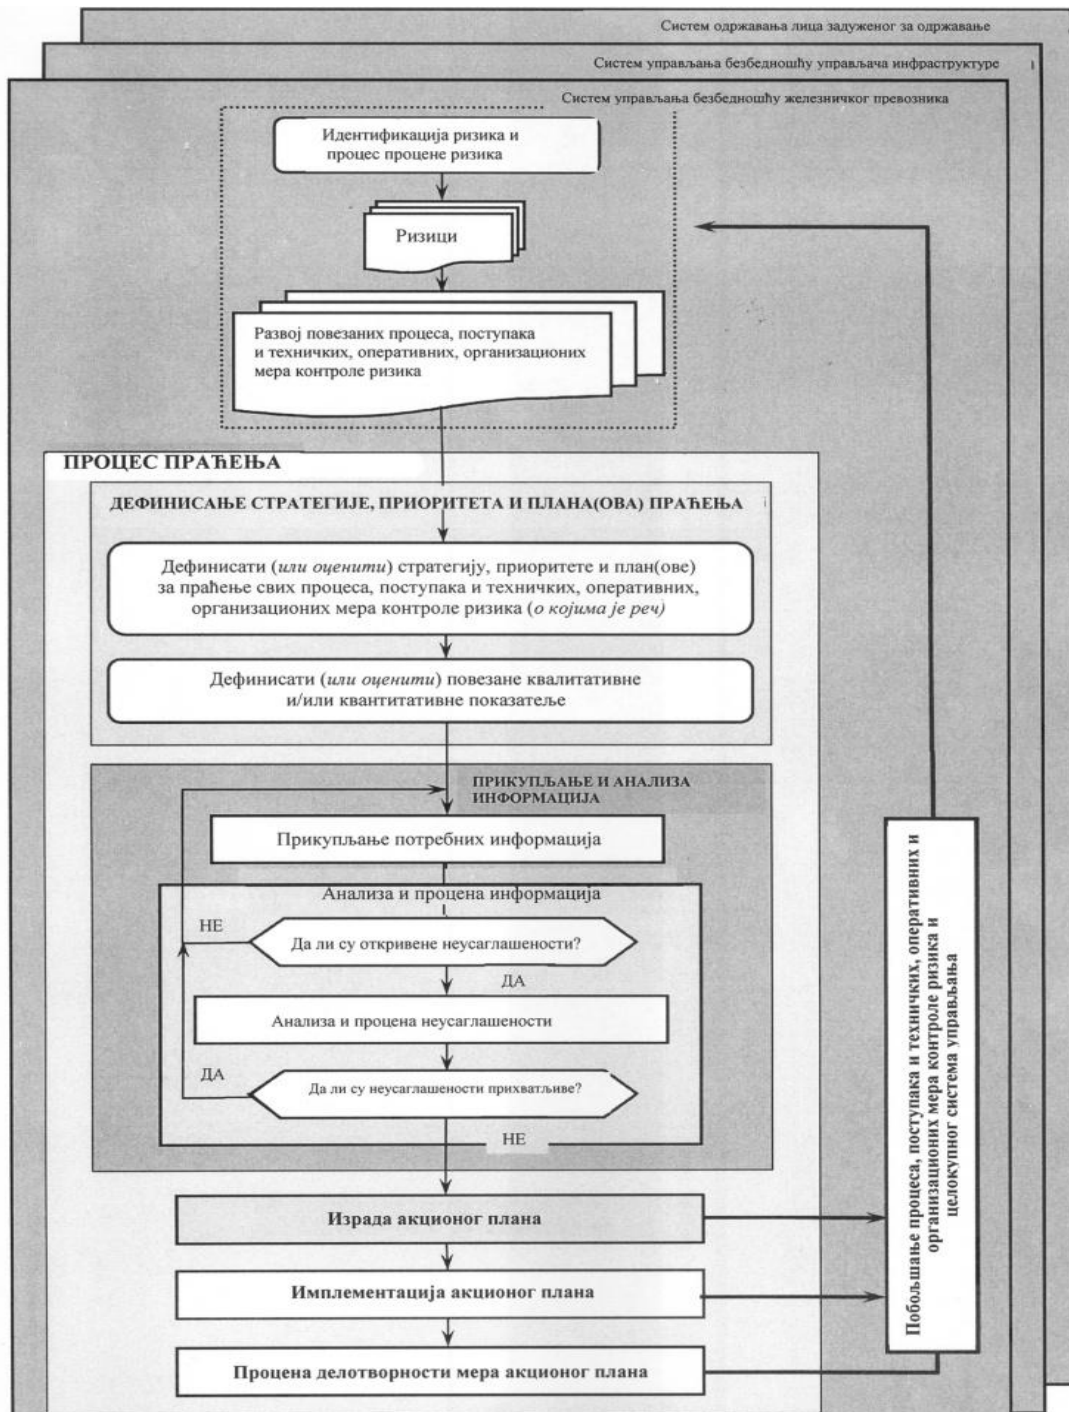 Систем одржавања лица задуженог за одржавање
Систем управљања безбедношћу управљача инфраструктуре
Систем управљања безбедношћу железничког превозника
Идентификација ризика и
процес процене ризика
Ризици
Развој повезаних процеса, поступака
и техничких, оперативних, организационих
мера контроле ризика
ПРОЦЕС ПРАЋЕЊА
ДЕФИНИСАЊЕ СТРАТЕГИЈЕ, ПРИОРИТЕТА И ПЛАНА(ОВА) ПРАЋЕЊА
Дефинисати (или оценити) стратегију, приоритете и план(ове)
за праћење свих процеса, поступака и техничких, оперативних,
организационих мера контроле ризика (о којима је реч)
Дефинисати (или оценити) повезане квалитативне
и/или квантитативне показатеље
ПРИКУПЉАЊЕ И АНАЛИЗА
ИНФОРМАЦИЈА
Прикупљање потребних информација
Анализа и процена информација
НЕ
Да ли су откривене неусаглашености?
ДА
Анализа и процена неусаглашености
ДА
Да ли су неусаглашености прихватљиве?
НЕ
Израда акционог плана
Имплементација акционог плана
Процена делотворности мера акционог плана
Побољшање процеса, поступака и техничких, оперативних и
организационих мера контроле ризика и
целокупног система управљања